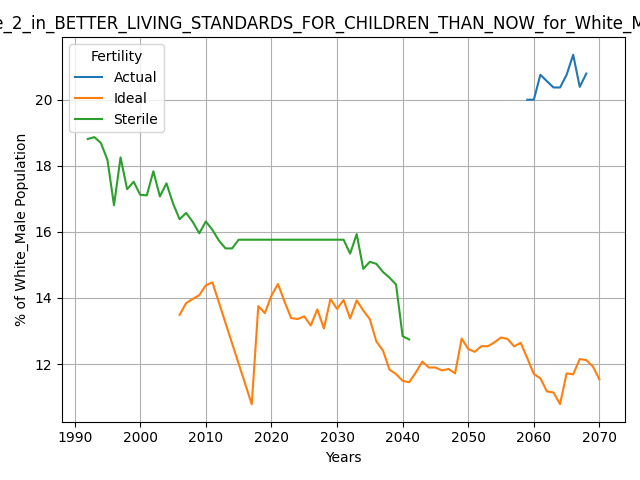 e_2_in_BETTER_LIVING_STANDARDS_FOR_CHILDREN_THAN_NOW_for_White_M
Fertility
Actual
Ideal
Sterile
% of White_Male Population
20
18
16
14
12
1990 2000 2010 2020 2030 2040 2050 2060 2070
Years